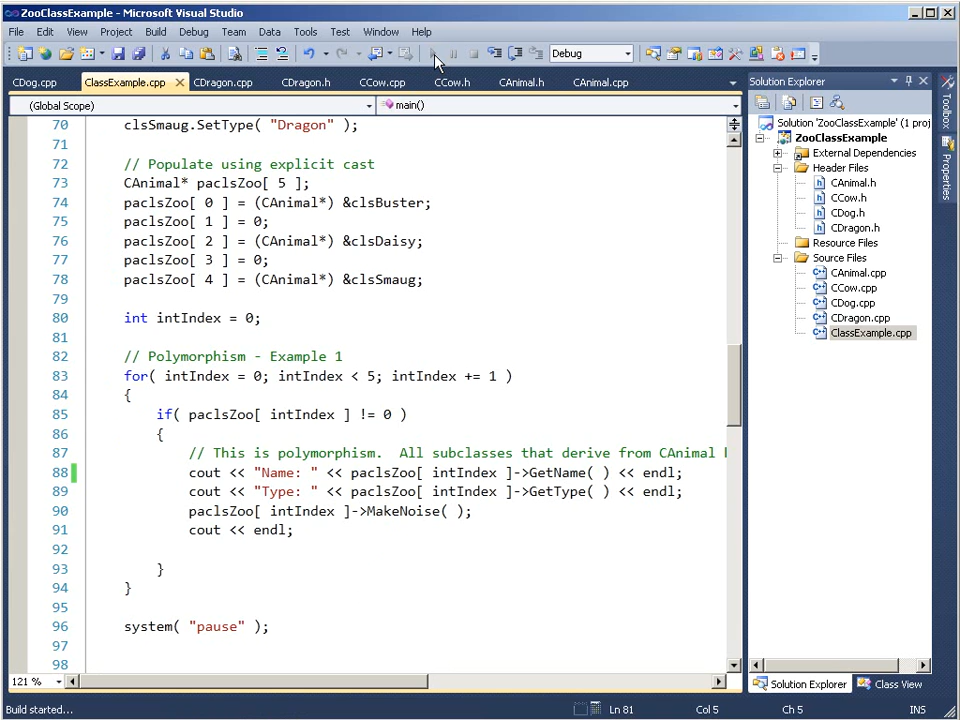 ZooClassExample - Microsoft Visual Studio
File Edit View Project Build Debug Team Data Tools Test Window Help
Debug
CDog.cpp ClassExample.cpp CDragon.cpp CDragon.h CCow.cpp CCow.h CAnimal.h CAnimal.cpp
(Global Scope) main()
70 clsSmaug.SetType( "Dragon" );
71
72 // Populate using explicit cast
73 CAnimal* paclsZoo[ 5 ];
74 paclsZoo[ 0 ] = (CAnimal*) &clsBuster;
75 paclsZoo[ 1 ] = 0;
76 paclsZoo[ 2 ] = (CAnimal*) &clsDaisy;
77 paclsZoo[ 3 ] = 0;
78 paclsZoo[ 4 ] = (CAnimal*) &clsSmaug;
79
80 int intIndex = 0;
81
82 // Polymorphism - Example 1
83 for( intIndex = 0; intIndex < 5; intIndex += 1 )
84 {
85 if( paclsZoo[ intIndex ] != 0 )
86 {
87 // This is polymorphism.  All subclasses that derive from CAnimal
88 cout << "Name: " << paclsZoo[ intIndex ]->GetName( ) << endl;
89 cout << "Type: " << paclsZoo[ intIndex ]->GetType( ) << endl;
90 paclsZoo[ intIndex ]->MakeNoise( );
91 cout << endl;
92
93 }
94 }
95
96 system( "pause" );
97
98
121 %
Solution Explorer
Solution 'ZooClassExample' (1 proj
ZooClassExample
External Dependencies
Header Files
CAnimal.h
CCow.h
CDog.h
CDragon.h
Resource Files
Source Files
CAnimal.cpp
CCow.cpp
CDog.cpp
CDragon.cpp
ClassExample.cpp
Solution Explorer Class View
Toolbox
Properties
Build started... Ln 81 Col 5 Ch 5 INS